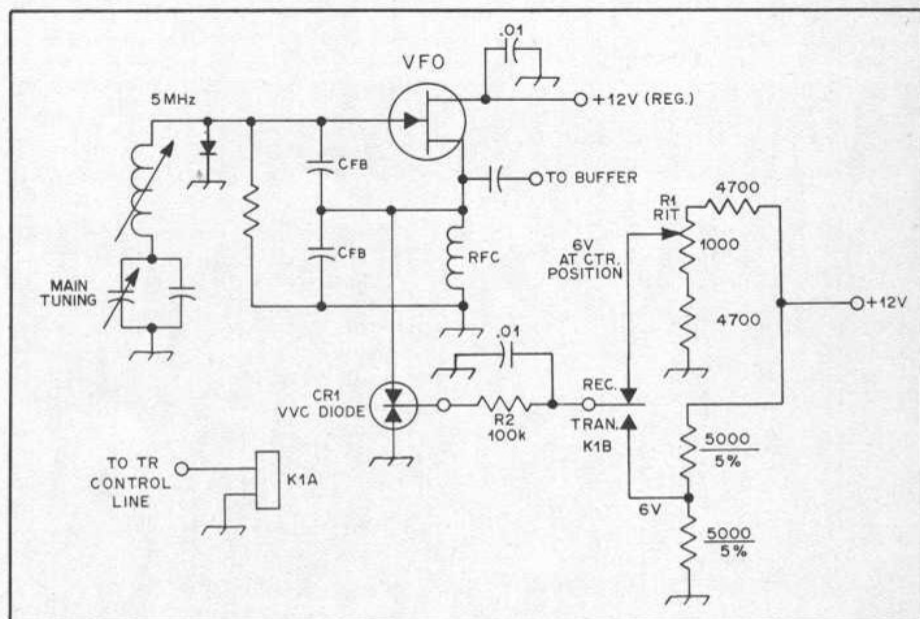 .01
VFO
5 MHz
+12V (REG.)
CFB
TO BUFFER
4700
R1
RIT
1000
6V
AT CTR.
POSITION
CFB
RFC
MAIN
TUNING
4700
+12V
.01
CR1
VVC DIODE
R2
100k
REC.
TRAN.
K1B
5000
5%
TO TR
CONTROL
LINE
K1A
6V
5000
5%